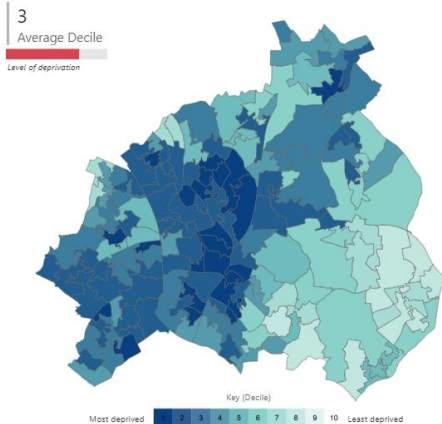 3
Average Decile
Level of deprivation
Key (Decile)
Most deprived 1 2 3 4 5 6 7 8 9 10 Least deprived